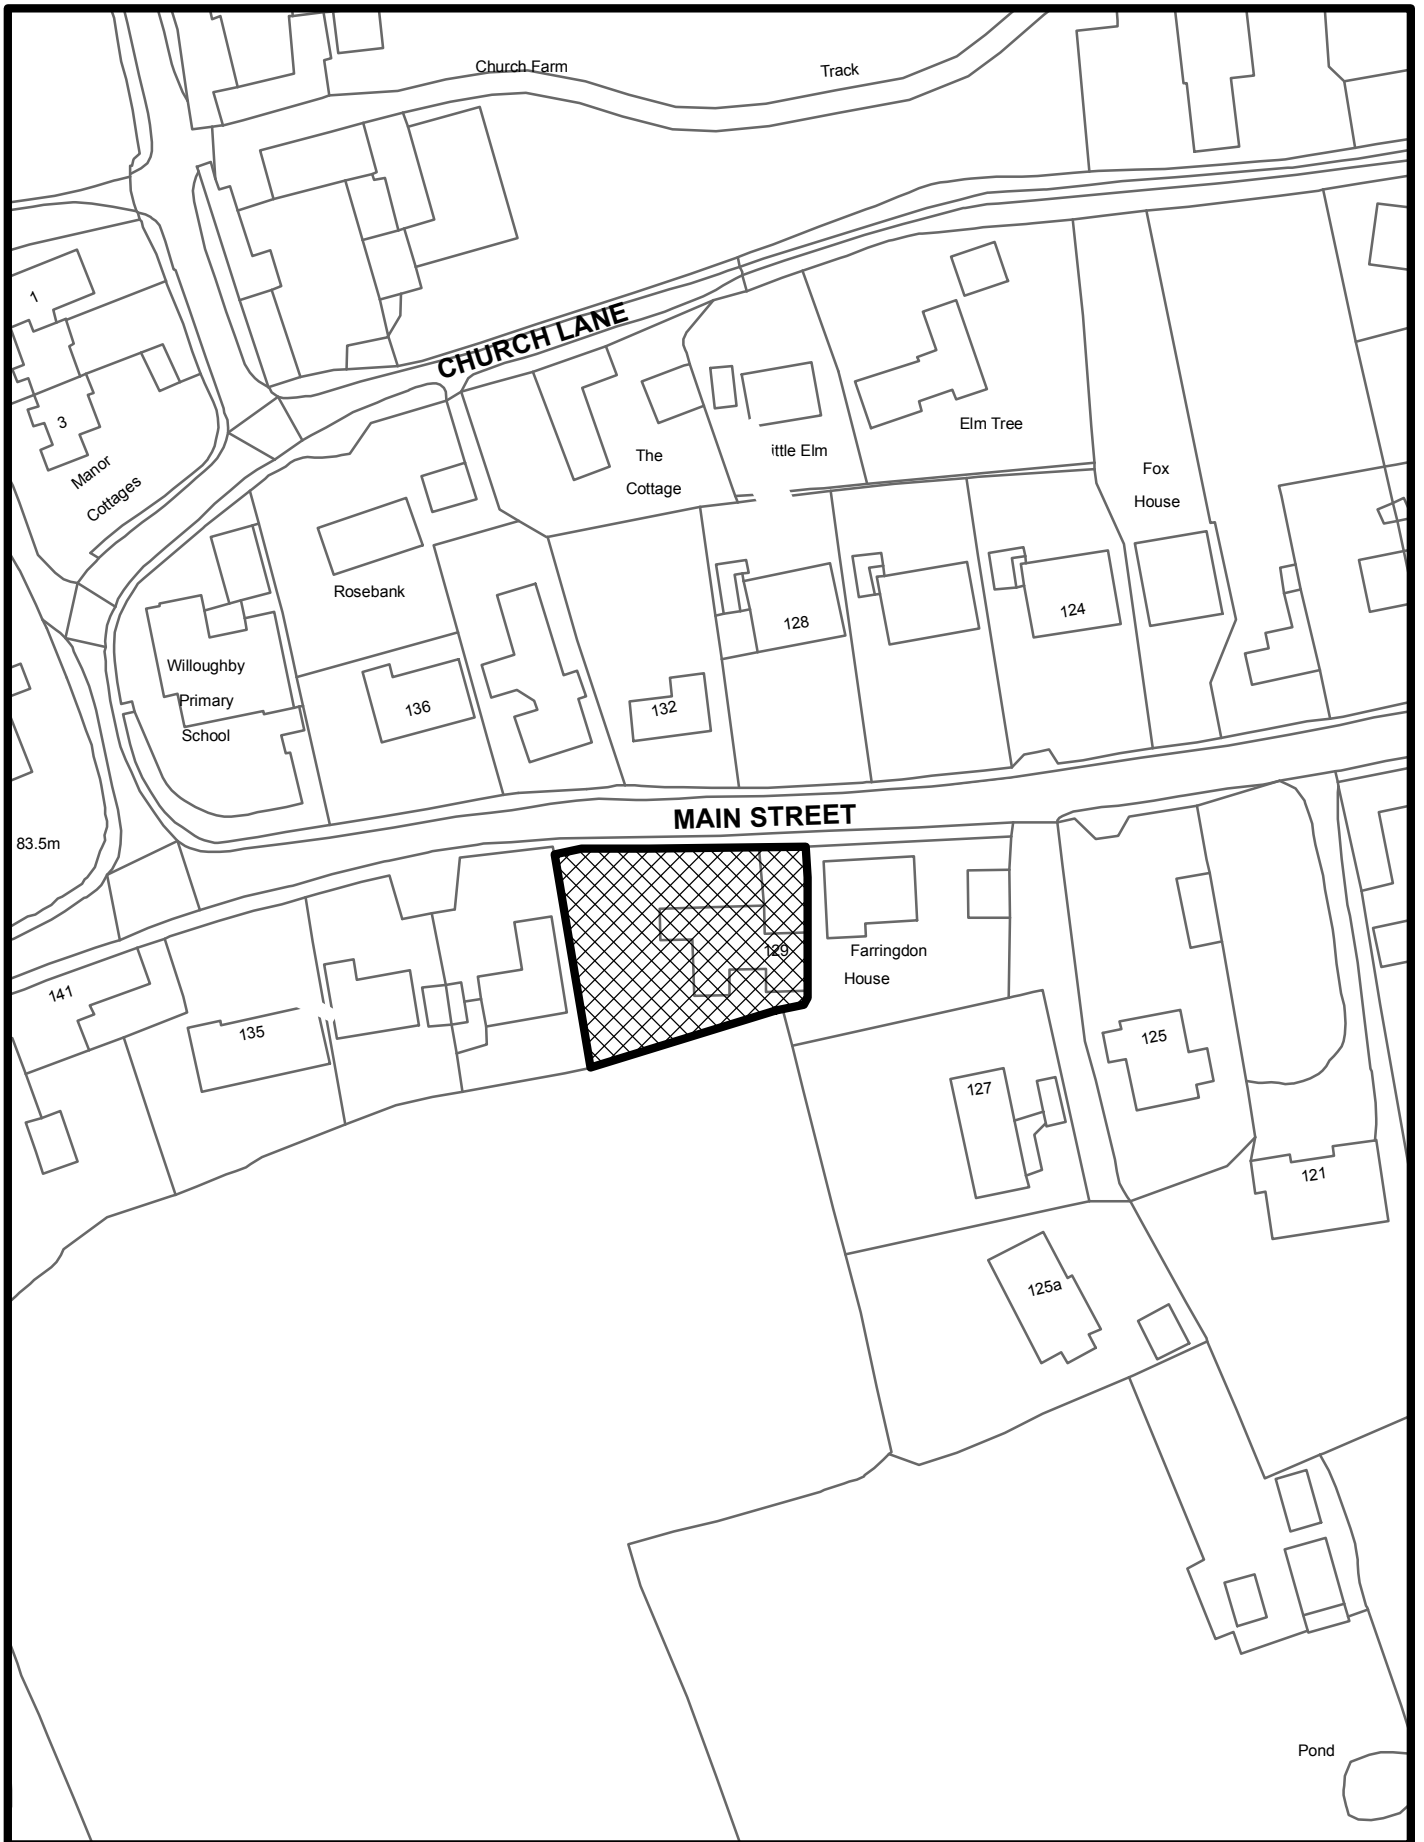 Church Farm
Track
1
CHURCH LANE
3
Manor
Cottages
The
Cottage
ittle Elm
Elm Tree
Fox
House
Rosebank
128
124
Willoughby
Primary
School
136
132
MAIN STREET
83.5m
129
Farringdon
House
141
135
125
127
121
125a
Pond